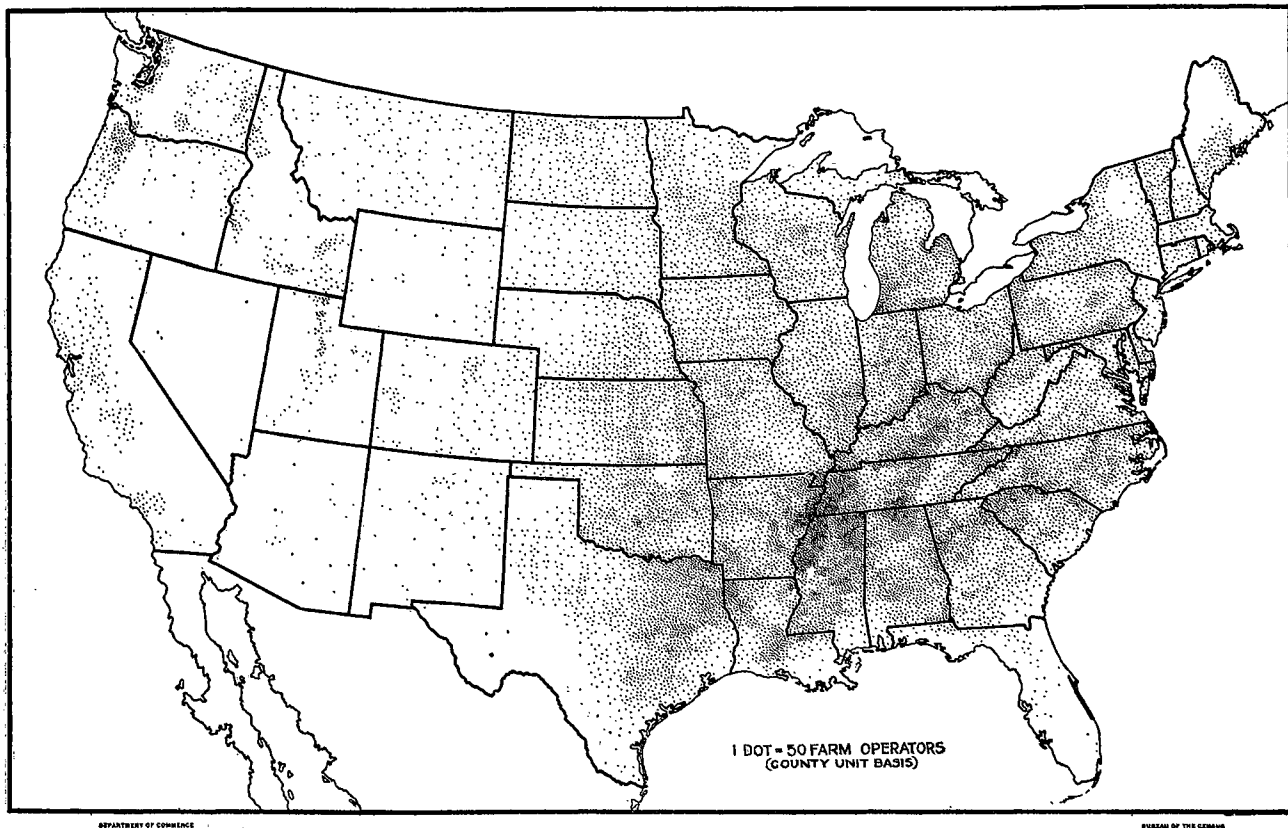 1 DOT = 50 FARM OPERATORS
(COUNTY UNIT BASIS)
DEPARTMENT OF COMMERCE
BUREAU OF THE CENSUS